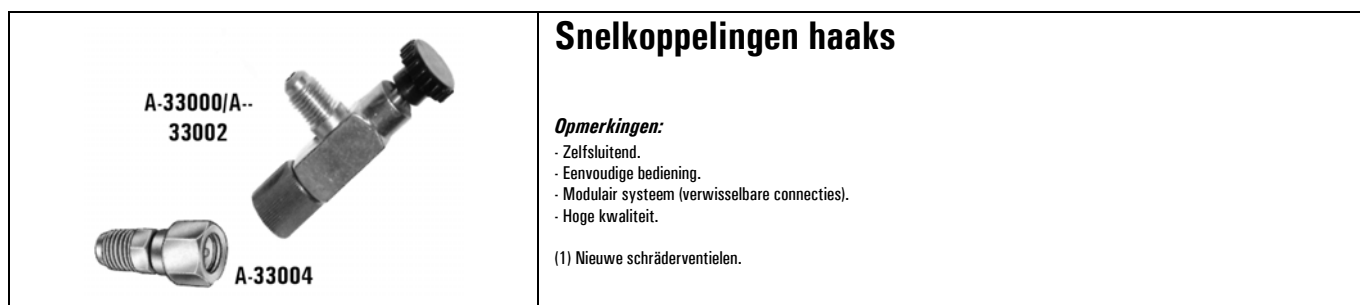 A-33000/A--
33002
A-33004
Snelkoppelingen haaks
Opmerkingen:
- Zelfsluitend.
- Eenvoudige bediening.
- Modulair systeem (verwisselbare connecties).
- Hoge kwaliteit.
(1) Nieuwe schräderventielen.